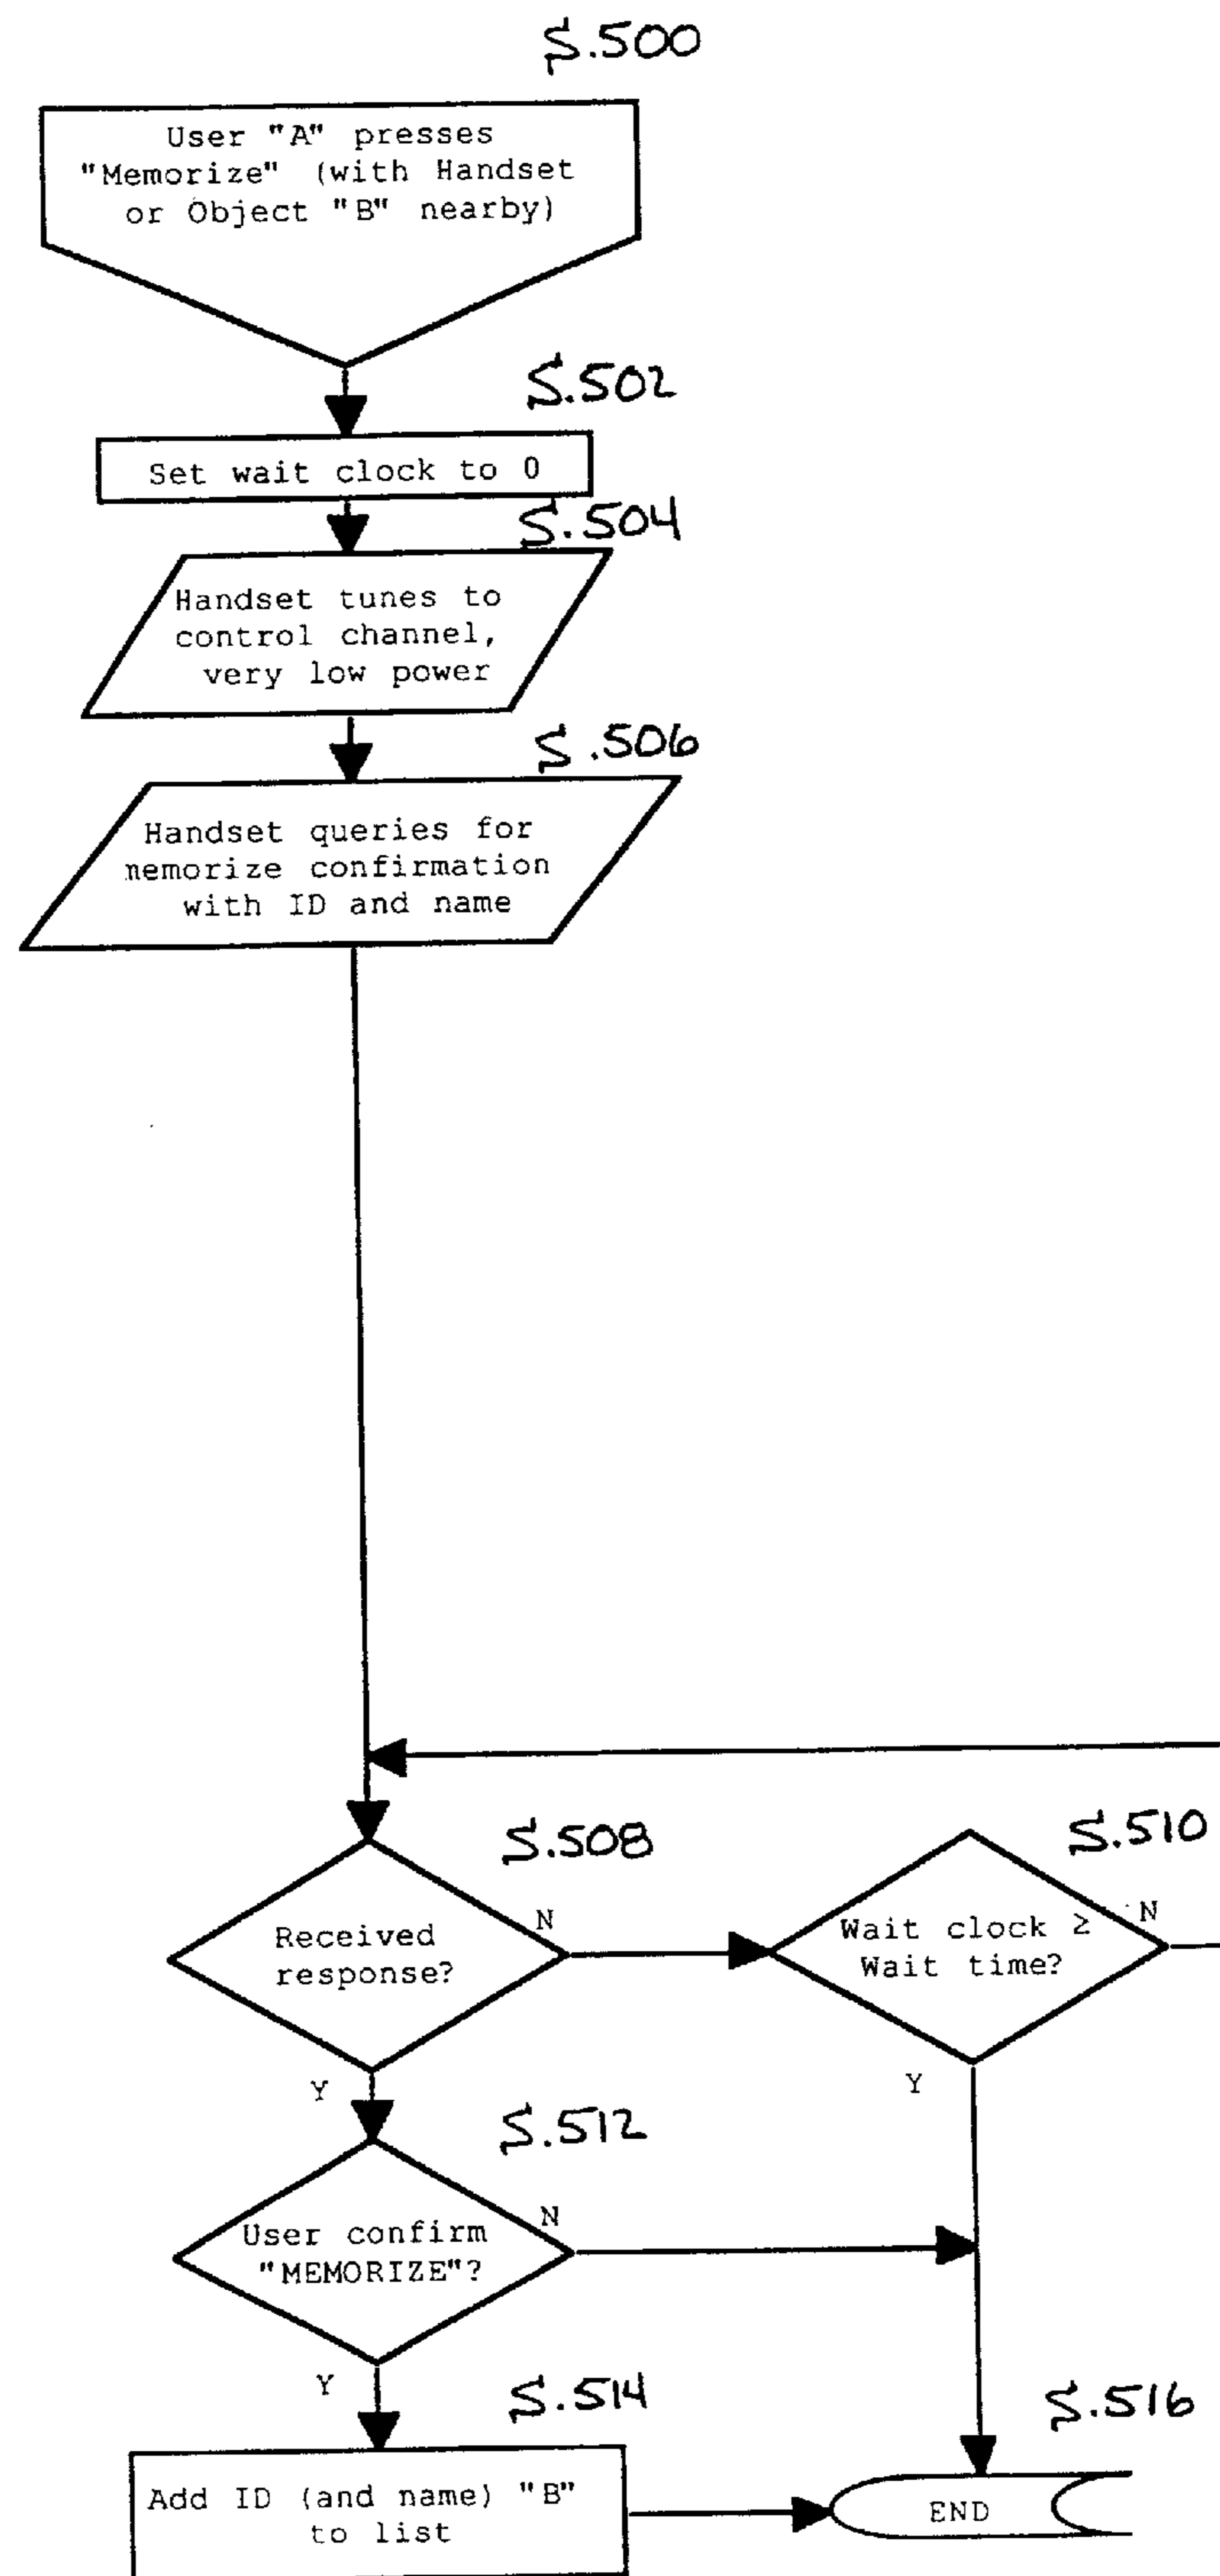 S.500
User "A" presses
"Memorize" (with Handset
or Object "B" nearby)
S.502
Set wait clock to 0
S.504
Handset tunes to
control channel,
very low power
S.506
Handset queries for
memorize confirmation
with ID and name
S.508
S.510
Received
response?
N
Wait clock ≥
Wait time?
N
Y
Y
S.512
User confirm
"MEMORIZE"?
N
Y
S.514
S.516
Add ID (and name) "B"
to list
END